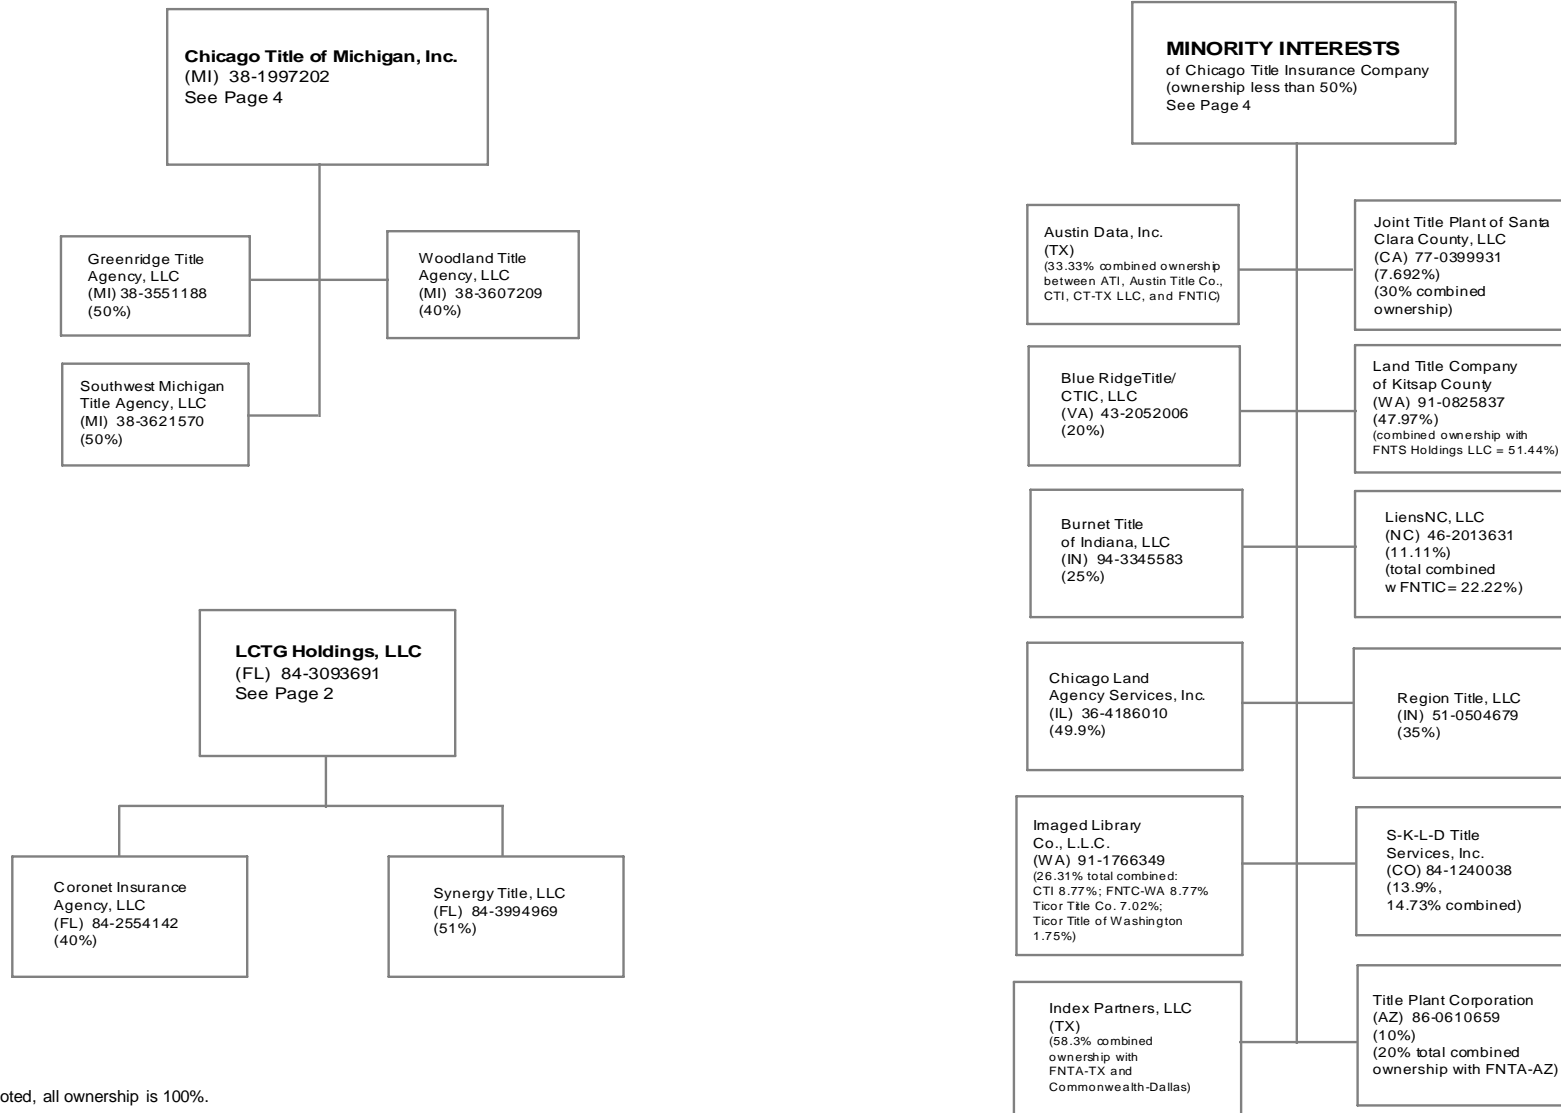 Chicago Title of Michigan, Inc.
(MI) 38-1997202
See Page 4
Greenridge Title
Agency, LLC
(MI) 38-3551188
(50%)
Woodland Title
Agency, LLC
(MI) 38-3607209
(40%)
Southwest Michigan
Title Agency, LLC
(MI) 38-3621570
(50%)
LCTG Holdings, LLC
(FL) 84-3093691
See Page 2
Coronet Insurance
Agency, LLC
(FL) 84-2554142
(40%)
Synergy Title, LLC
(FL) 84-3994969
(51%)
oted, all ownership is 100%.
MINORITY INTERESTS
of Chicago Title Insurance Company
(ownership less than 50%)
See Page 4
Austin Data, Inc.
(TX)
(33.33% combined ownership
between ATI, Austin Title Co.,
CTI, CT-TX LLC, and FNTIC)
Joint Title Plant of Santa
Clara County, LLC
(CA) 77-0399931
(7.692%)
(30% combined
ownership)
Blue RidgeTitle/
CTIC, LLC
(VA) 43-2052006
(20%)
Land Title Company
of Kitsap County
(WA) 91-0825837
(47.97%)
(combined ownership with
FNTS Holdings LLC = 51.44%)
Burnet Title
of Indiana, LLC
(IN) 94-3345583
(25%)
LiensNC, LLC
(NC) 46-2013631
(11.11%)
(total combined
w FNTIC= 22.22%)
Chicago Land
Agency Services, Inc.
(IL) 36-4186010
(49.9%)
Region Title, LLC
(IN) 51-0504679
(35%)
Imaged Library
Co., L.L.C.
(WA) 91-1766349
(26.31% total combined:
CTI 8.77%; FNTC-WA 8.77%
Ticor Title Co. 7.02%;
Ticor Title of Washington
1.75%)
S-K-L-D Title
Services, Inc.
(CO) 84-1240038
(13.9%,
14.73% combined)
Index Partners, LLC
(TX)
(58.3% combined
ownership with
FNTA-TX and
Commonwealth-Dallas)
Title Plant Corporation
(AZ) 86-0610659
(10%)
(20% total combined
ownership with FNTA-AZ)